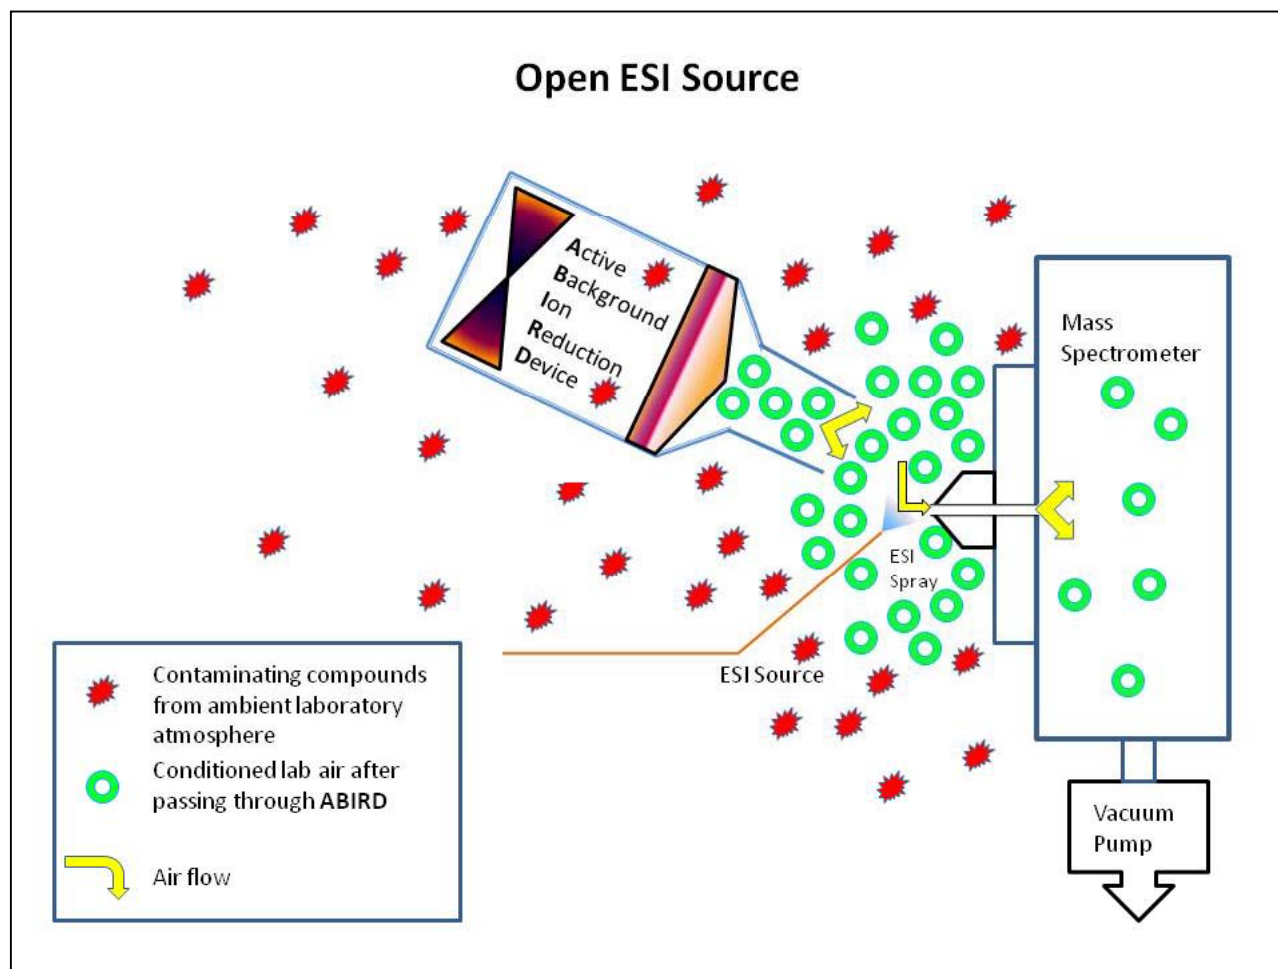 Open ESI Source
Active
Background
Ion
Reduction
Device
Mass
Spectrometer
ESI
Spray
ESI Source
Contaminating compounds
from ambient laboratory
atmosphere
Conditioned lab air after
passing through ABIRD
Air flow
Vacuum
Pump